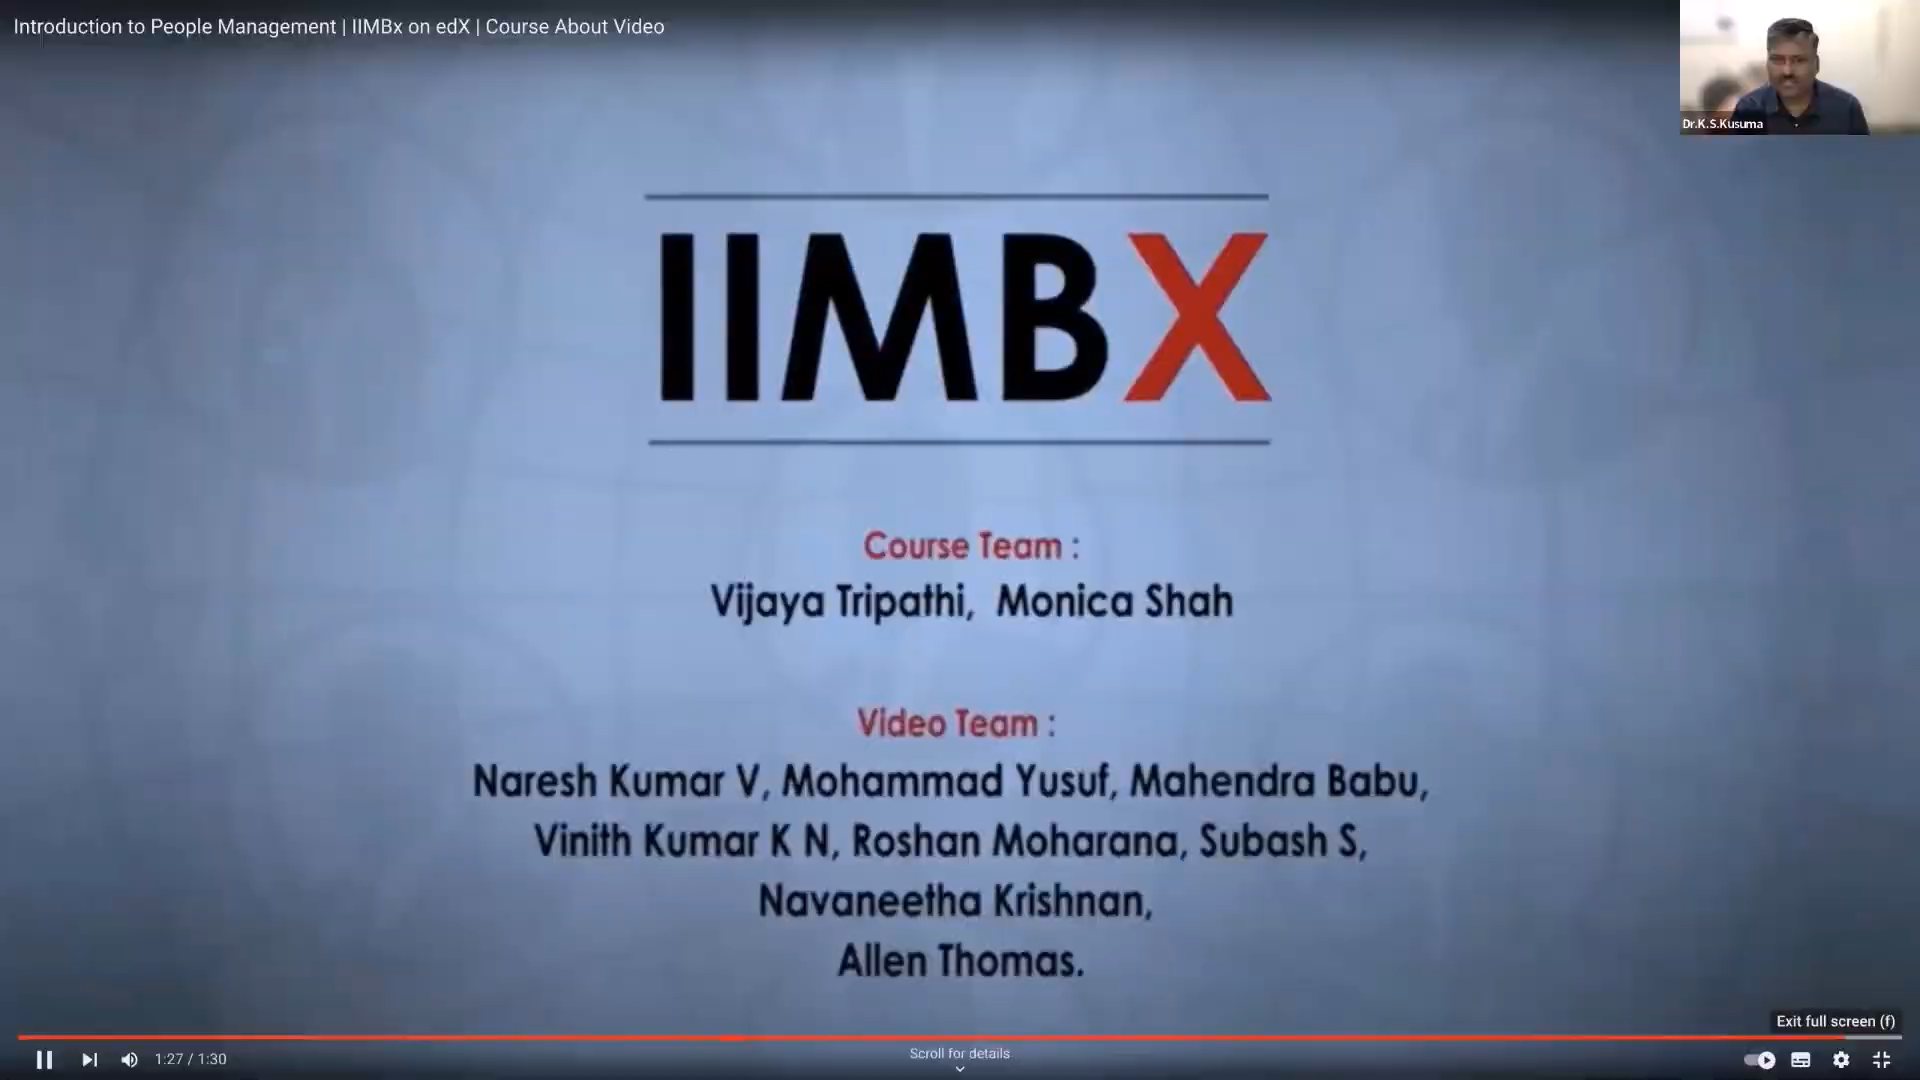 Introduction to People Management | IIMBx on edX | Course About Video
Dr.K.S.Kusuma
IIMBX
Course Team :
Vijaya Tripathi, Monica Shah
Video Team :
Naresh Kumar V, Mohammad Yusuf, Mahendra Babu,
Vinith Kumar K N, Roshan Moharana, Subash S,
Navaneetha Krishnan,
Allen Thomas.
Exit full screen (f)
1:27 / 1:30
Scroll for details